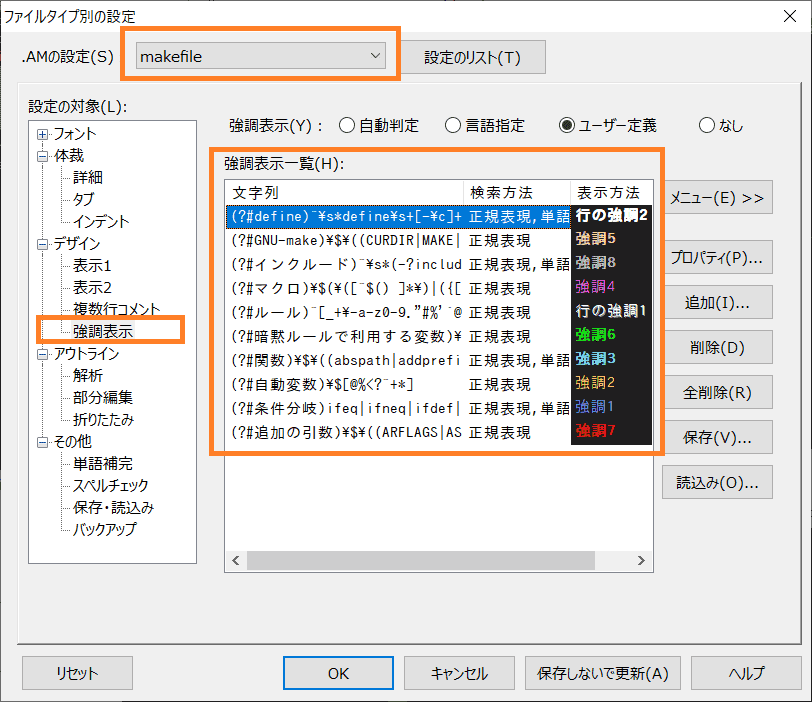 ファイルタイプ別の設定
.AMの設定(S) makefile 設定のリスト(T)
設定の対象(L):
フォント
体裁
詳細
タブ
インデント
デザイン
表示1
表示2
複数行コメント
強調表示
アウトライン
解析
部分編集
折りたたみ
その他
単語補完
スペルチェック
保存・読込み
バックアップ
強調表示(Y) : 自動判定 言語指定 ユーザー定義 なし
強調表示一覧(H):
文字列 検索方法 表示方法
(?#define)^¥s*define¥s+[-¥c]+ 正規表現,単語 行の強調2
(?#GNU-make)¥$¥((CURDIR|MAKE| 正規表現 強調5
(?#インクルード)^¥s*(-?includ 正規表現,単語 強調8
(?#マクロ)¥$(¥([^$() ]*¥)|({[ 正規表現 強調4
(?#ルール)^[_+¥-a-z0-9."#%'`@ 正規表現 行の強調1
(?#暗黙ルールで利用する変数)¥ 正規表現 強調6
(?#関数)¥$¥((abspath|addprefi 正規表現,単語 強調3
(?#自動変数)¥$[@%<?^+*] 正規表現 強調2
(?#条件分岐)ifeq|ifneq|ifdef| 正規表現,単語 強調1
(?#追加の引数)¥$¥((ARFLAGS|AS 正規表現 強調7
メニュー(E) >>
プロパティ(P)...
追加(I)...
削除(D)
全削除(R)
保存(V)...
読込み(O)...
リセット OK キャンセル 保存しないで更新(A) ヘルプ